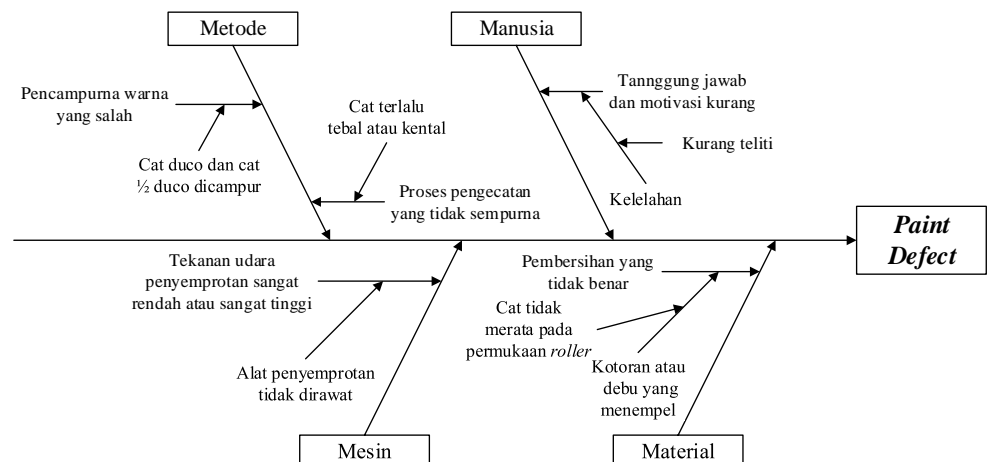 Metode
Manusia
Pencampurna warna
yang salah
Cat terlalu
tebal atau kental
Cat duco dan cat
½ duco dicampur
Proses pengecatan
yang tidak sempurna
Tannggung jawab
dan motivasi kurang
Kurang teliti
Kelelahan
Paint
Defect
Tekanan udara
penyemprotan sangat
rendah atau sangat tinggi
Alat penyemprotan
tidak dirawat
Pembersihan yang
tidak benar
Cat tidak
merata pada
permukaan roller
Kotoran atau
debu yang
menempel
Mesin
Material